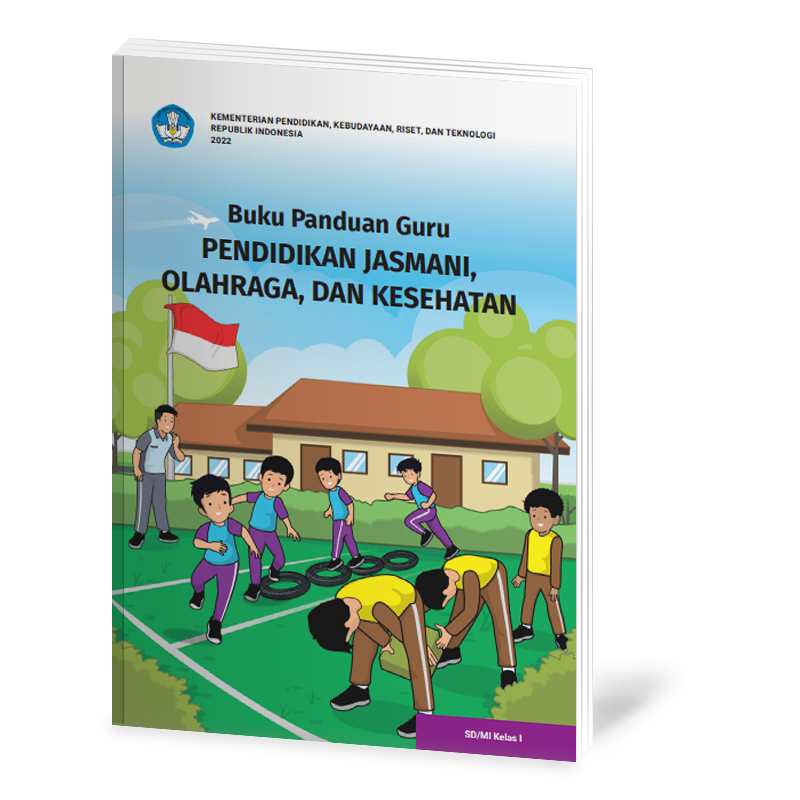 KEMENTERIAN PENDIDIKAN, KEBUDAYAAN, RISET, DAN TEKNOLOGI
REPUBLIK INDONESIA
2022
Buku Panduan Guru
PENDIDIKAN JASMANI,
OLAHRAGA, DAN KESEHATAN
SD/MI Kelas I